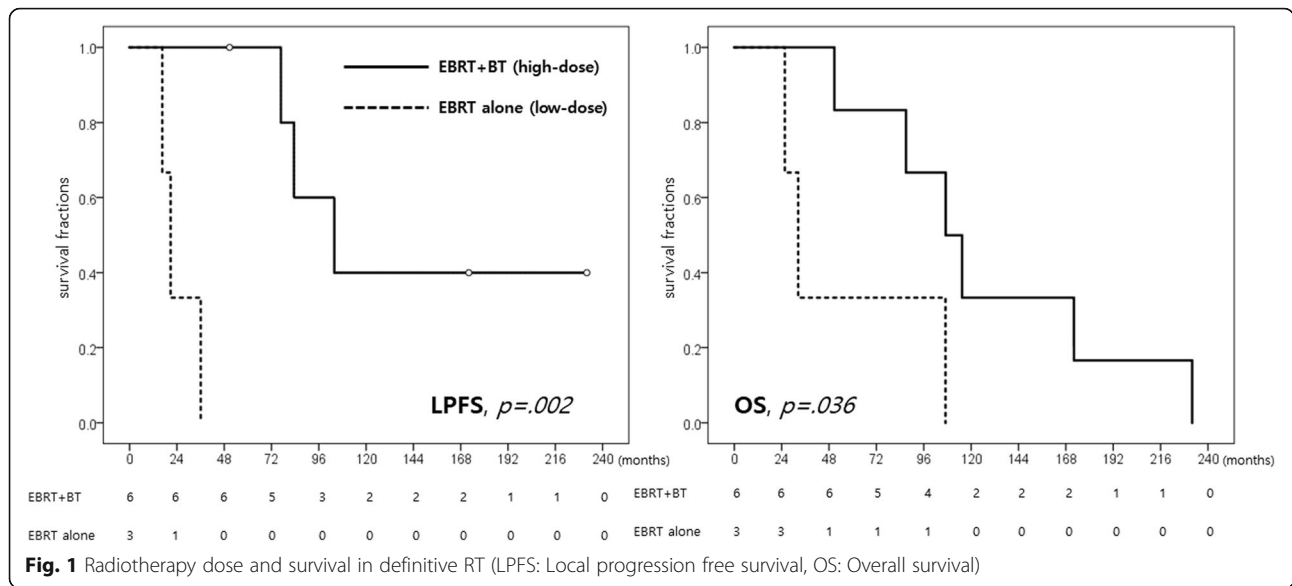 1.0
0.8
0.6
0.4
0.2
0.0
survival fractions
EBRT+BT (high-dose)
EBRT alone (low-dose)
LPFS, p=.002
0 24 48 72 96 120 144 168 192 216 240 (months)
EBRT+BT 6 6 6 5 3 2 2 2 1 1 0
EBRT alone 3 1 0 0 0 0 0 0 0 0 0
1.0
0.8
0.6
0.4
0.2
0.0
survival fractions
OS, p=.036
0 24 48 72 96 120 144 168 192 216 240 (months)
EBRT+BT 6 6 6 5 4 2 2 2 1 1 0
EBRT alone 3 3 1 1 1 0 0 0 0 0 0
Fig. 1 Radiotherapy dose and survival in definitive RT (LPFS: Local progression free survival, OS: Overall survival)